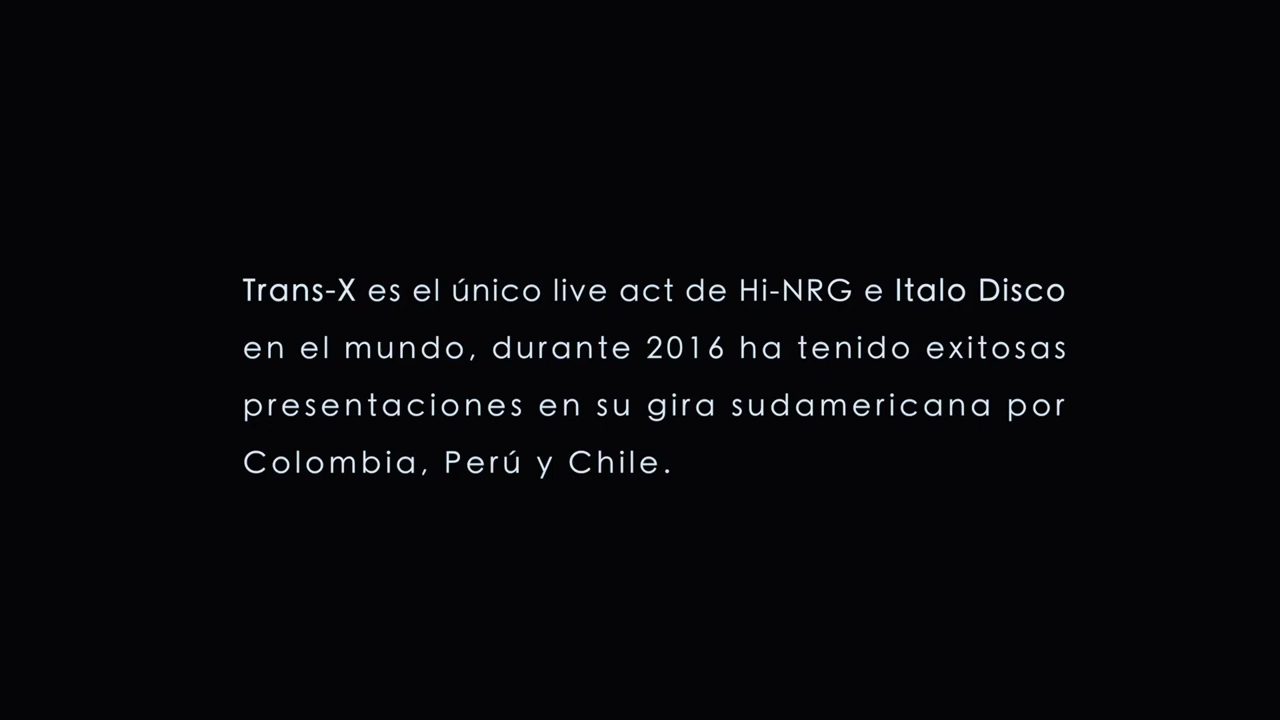 Trans-X es el único live act de Hi-NRG e Italo Disco
en el mundo, durante 2016 ha tenido exitosas
presentaciones en su gira sudamericana por
Colombia, Perú y Chile.